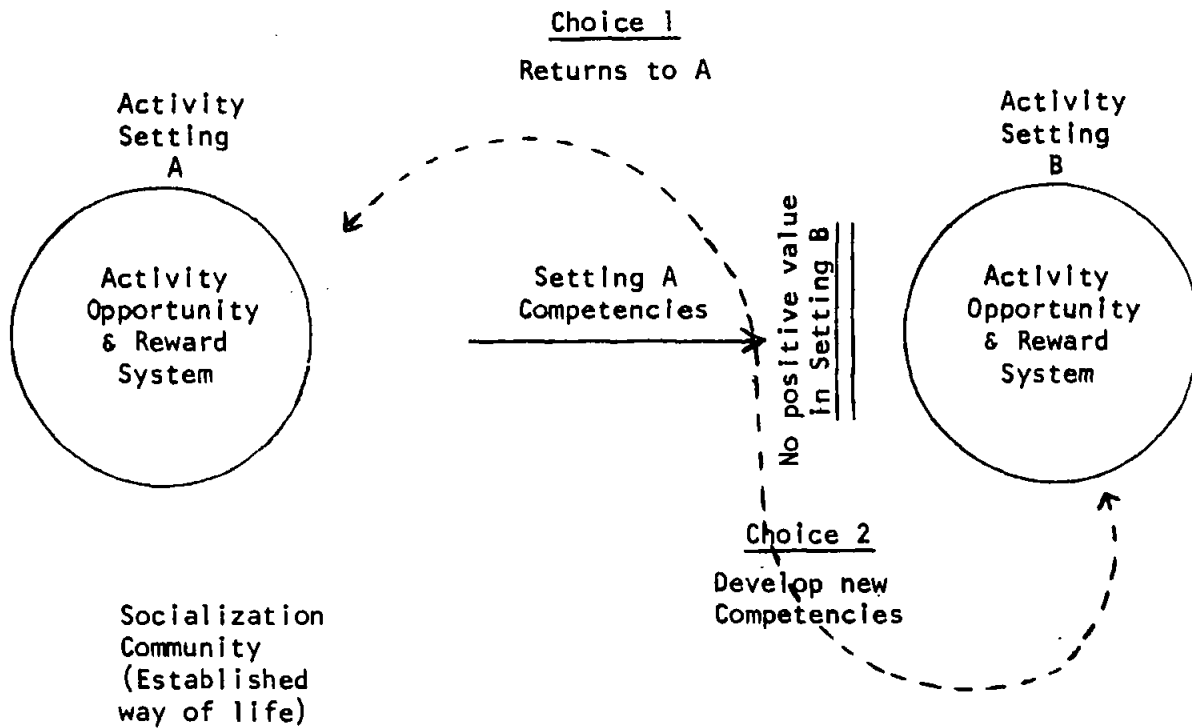 Choice 1
Returns to A
Activity
Setting
A
Activity
Opportunity
& Reward
System
Setting A
Competencies
No positive value
in Setting B
Activity
Setting
B
Activity
Opportunity
& Reward
System
Choice 2
Develop new
Competencies
Socialization
Community
(Established
way of life)